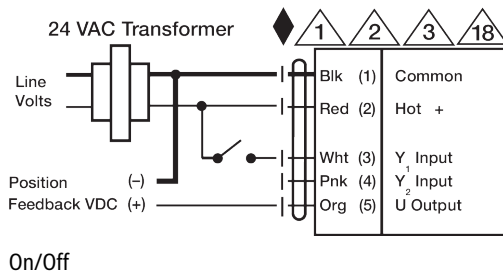 24 VAC Transformer
1 2 3 18
Line
Volts
Blk (1) Common
Red (2) Hot +
Wht (3) Y1 Input
Pnk (4) Y2 Input
Org (5) U Output
Position (–)
Feedback VDC (+)
On/Off